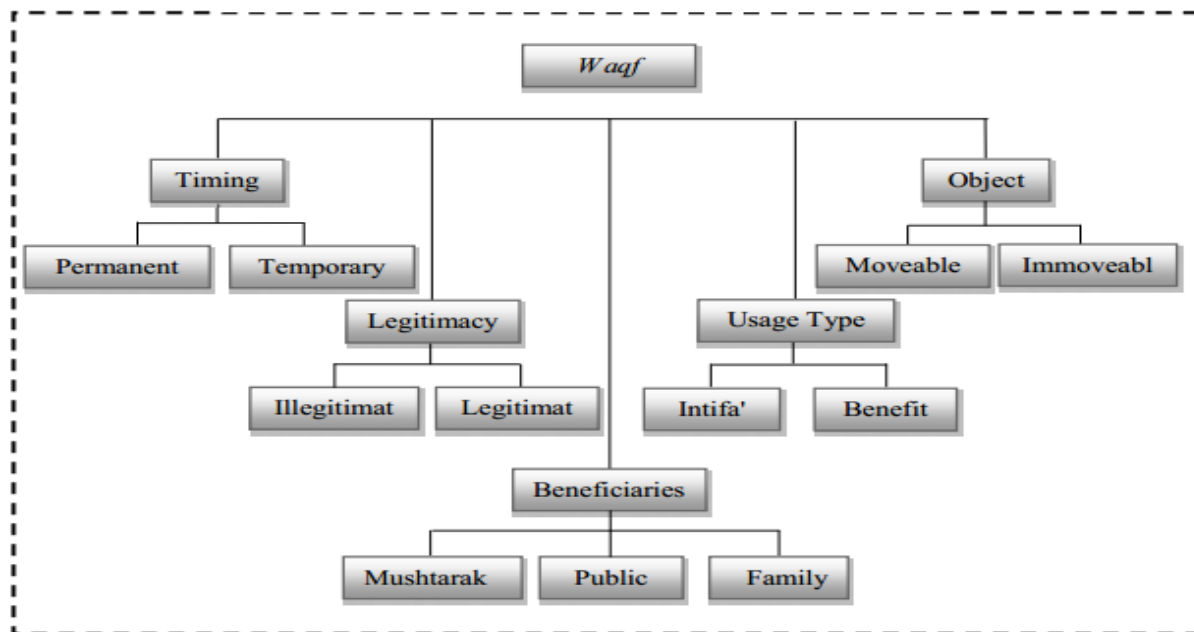 Waqf
Timing
Object
Permanent
Temporary
Moveable
Immoveabl
Legitimacy
Usage Type
Illegitimat
Legitimat
Intifa'
Benefit
Beneficiaries
Mushtarak
Public
Family